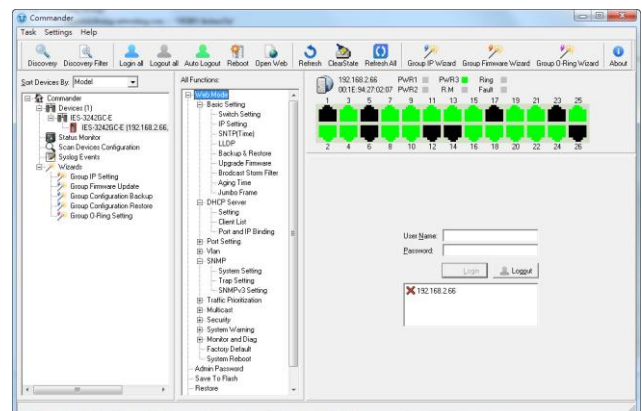 Commander
Task Settings Help
Discovery Discovery Filter Login all Logout all Auto Logout Reboot Open Web Refresh ClearState Refresh All Group IP Wizard Group Firmware Wizard Group O-Ring Wizard About
Sort Devices By: Model
Commander
Devices (1)
IES-3242GC-E
IES-3242GC-E (192.168.2.66,
Status Monitor
Scan Devices Configuration
Syslog Events
Wizards
Group IP Setting
Group Firmware Update
Group Configuration Backup
Group Configuration Restore
Group O-Ring Setting
All Functions:
Web Mode
Basic Setting
Switch Setting
IP Setting
SNTP(Time)
LLDP
Backup & Restore
Upgrade Firmware
Brodcast Storm Filter
Aging Time
Jumbo Frame
DHCP Server
Setting
Client List
Port and IP Binding
Port Setting
Vlan
SNMP
System Setting
Trap Setting
SNMPv3 Setting
Traffic Prioritization
Multicast
Security
System Warning
Monitor and Diag
Factory Default
System Reboot
Admin Password
Save To Flash
Restore
192.168.2.66 PWR1 PWR3 Ring
00:1E:94:27:02:07 PWR2 R.M Fault
1 3 5 7 9 11 13 15 17 19 21 23 25
2 4 6 8 10 12 14 16 18 20 22 24 26
User Name:
Password:
Login Loggut
192.168.2.66